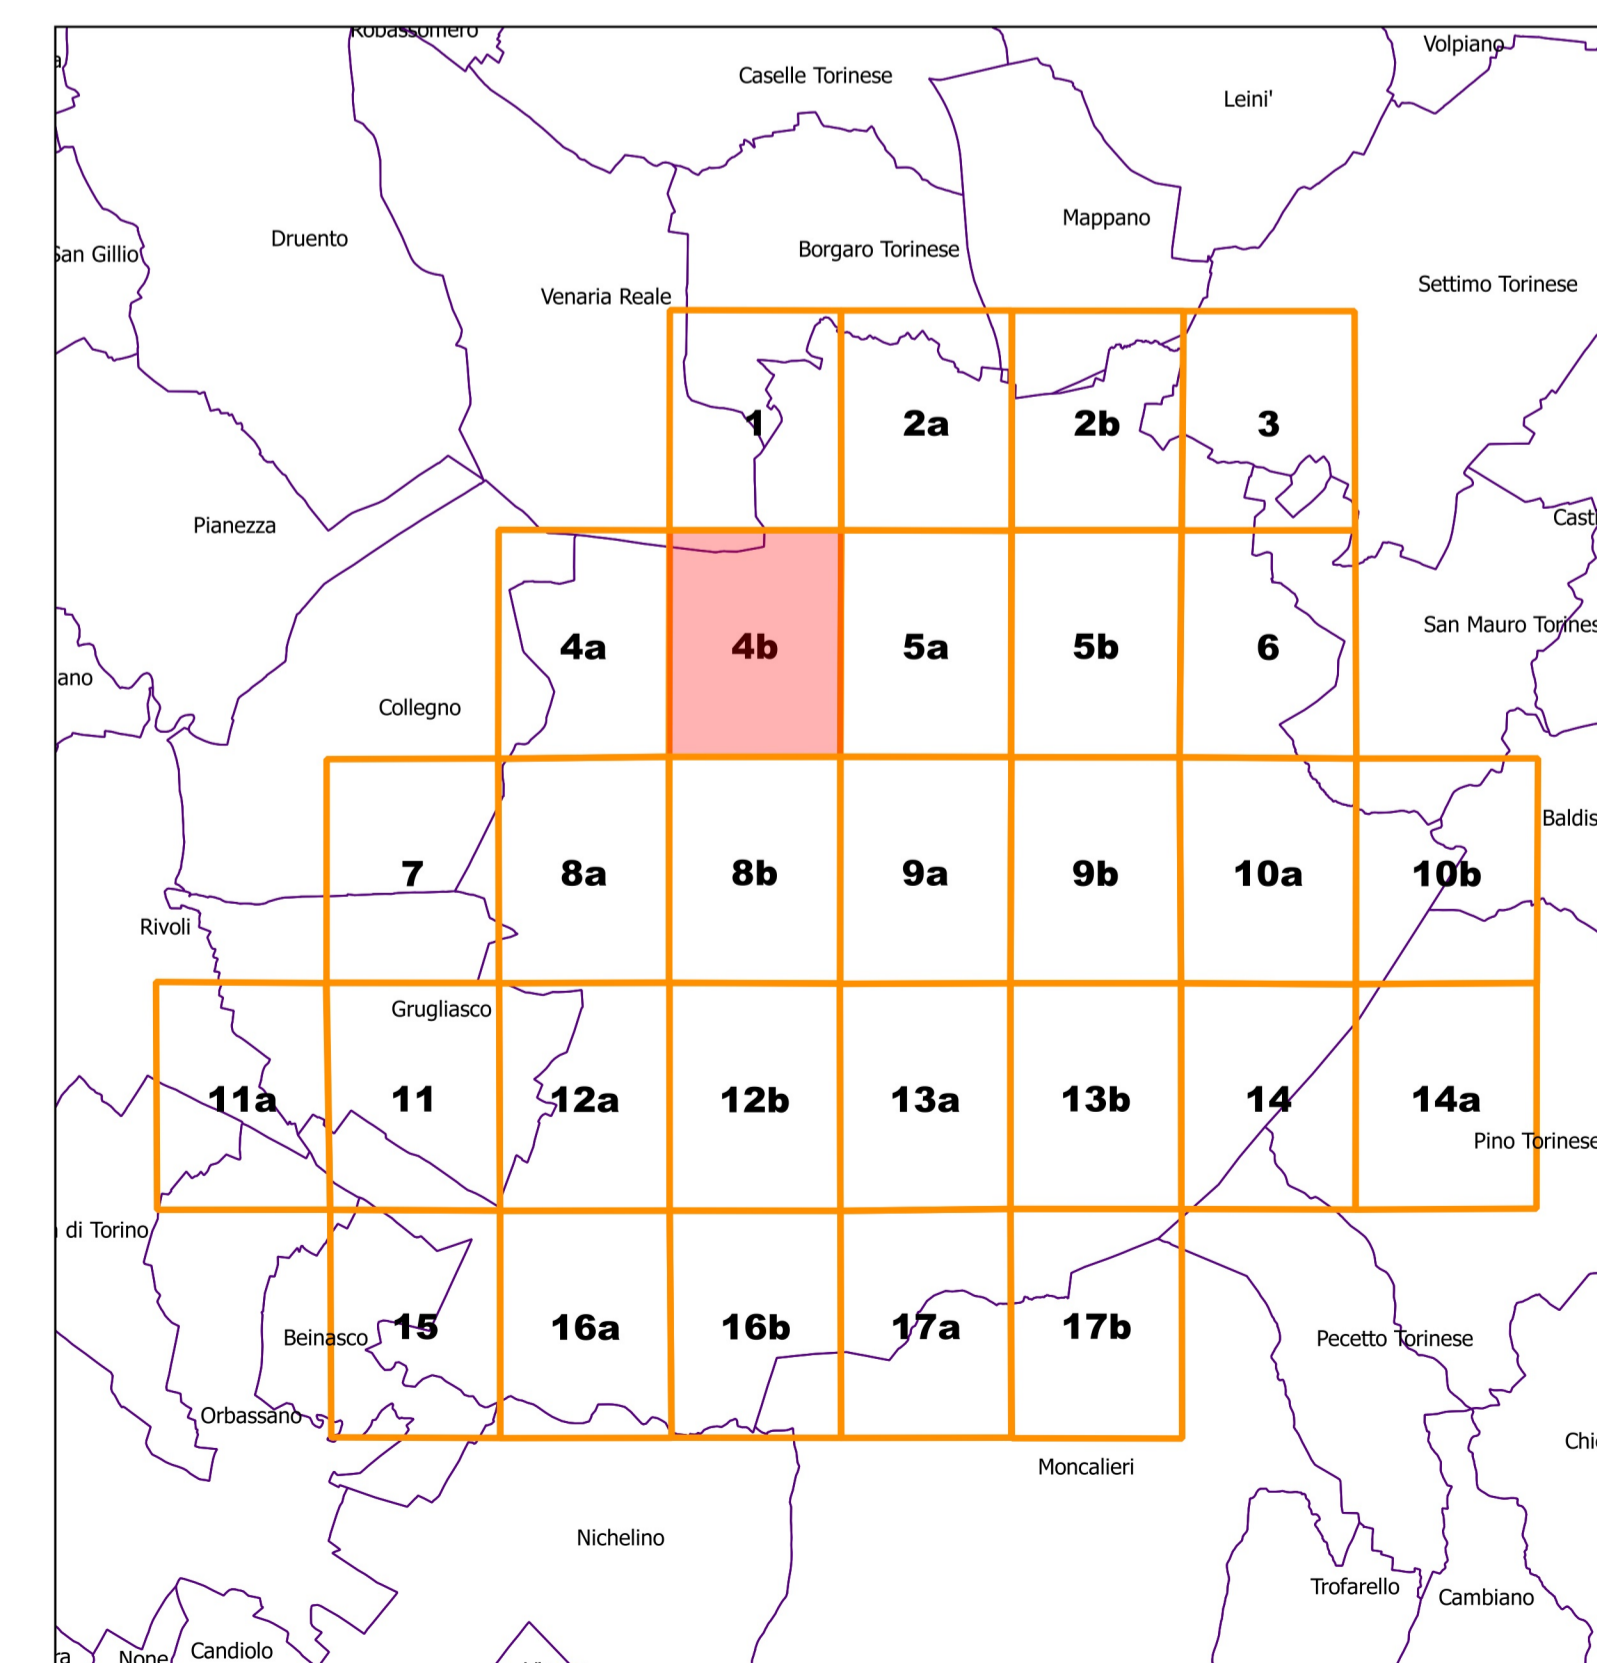 Robassomero
Volpiano
Caselle Torinese
Leini'
Mappano
Druento
Borgaro Torinese
San Gillio
Settimo Torinese
Venaria Reale
1
2a
2b
3
Pianezza
San Mauro
4a
4b
5a
5b
6
Collegno
7
8a
8b
9a
9b
10a
10b
Rivoli
Grugliasco
11a
11
12a
12b
13a
13b
14
14a
Pino Torinese
di Torino
15
16a
16b
17a
17b
Beinasco
Pecetto Torinese
Orbassano
Moncalieri
Nichelino
Trofarello
Cambiano
Candiolo
None